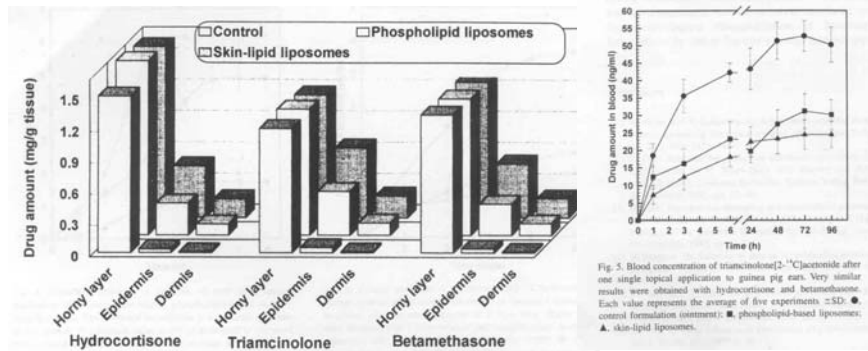 Control
Phospholipid liposomes
Skin-lipid liposomes
Drug amount (mg/g tissue)
1.5
1.2
0.9
0.6
0.3
0
Horny layer
Epidermis
Dermis
Horny layer
Epidermis
Dermis
Horny layer
Epidermis
Dermis
Hydrocortisone
Triamcinolone
Betamethasone
Drug amount in blood (ng/ml)
60
55
50
45
40
35
30
25
20
15
10
5
0
0 1 2 3 4 5 6 24 48 72 96
Time (h)
Fig. 5. Blood concentration of triamcinolone[2-¹⁴C]acetonide after
one single topical application to guinea pig ears. Very similar
results were obtained with hydrocortisone and betamethasone.
Each value represents the average of five experiments ±SD: ●,
control formulation (ointment); ■, phospholipid-based liposomes;
▲, skin-lipid liposomes.